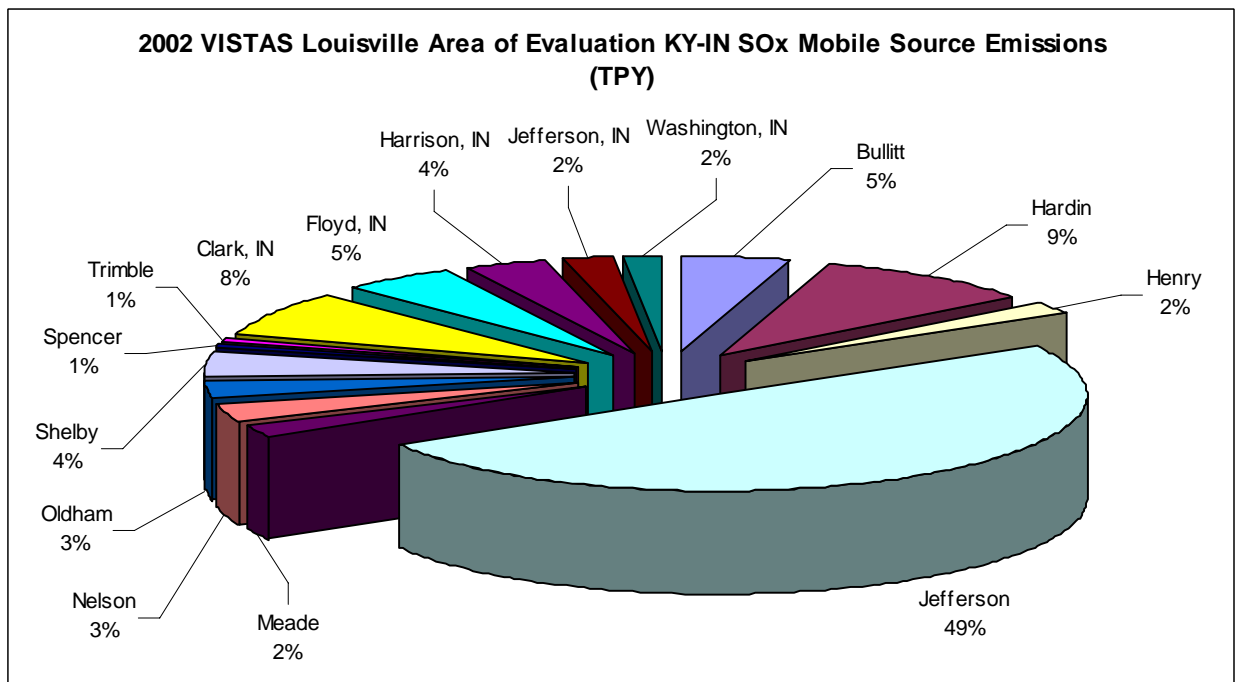 2002 VISTAS Louisville Area of Evaluation KY-IN SOx Mobile Source Emissions
(TPY)
Washington, IN
2%
Jefferson, IN
2%
Harrison, IN
4%
Floyd, IN
5%
Clark, IN
8%
Trimble
1%
Spencer
1%
Shelby
4%
Oldham
3%
Nelson
3%
Meade
2%
Jefferson
49%
Henry
2%
Hardin
9%
Bullitt
5%